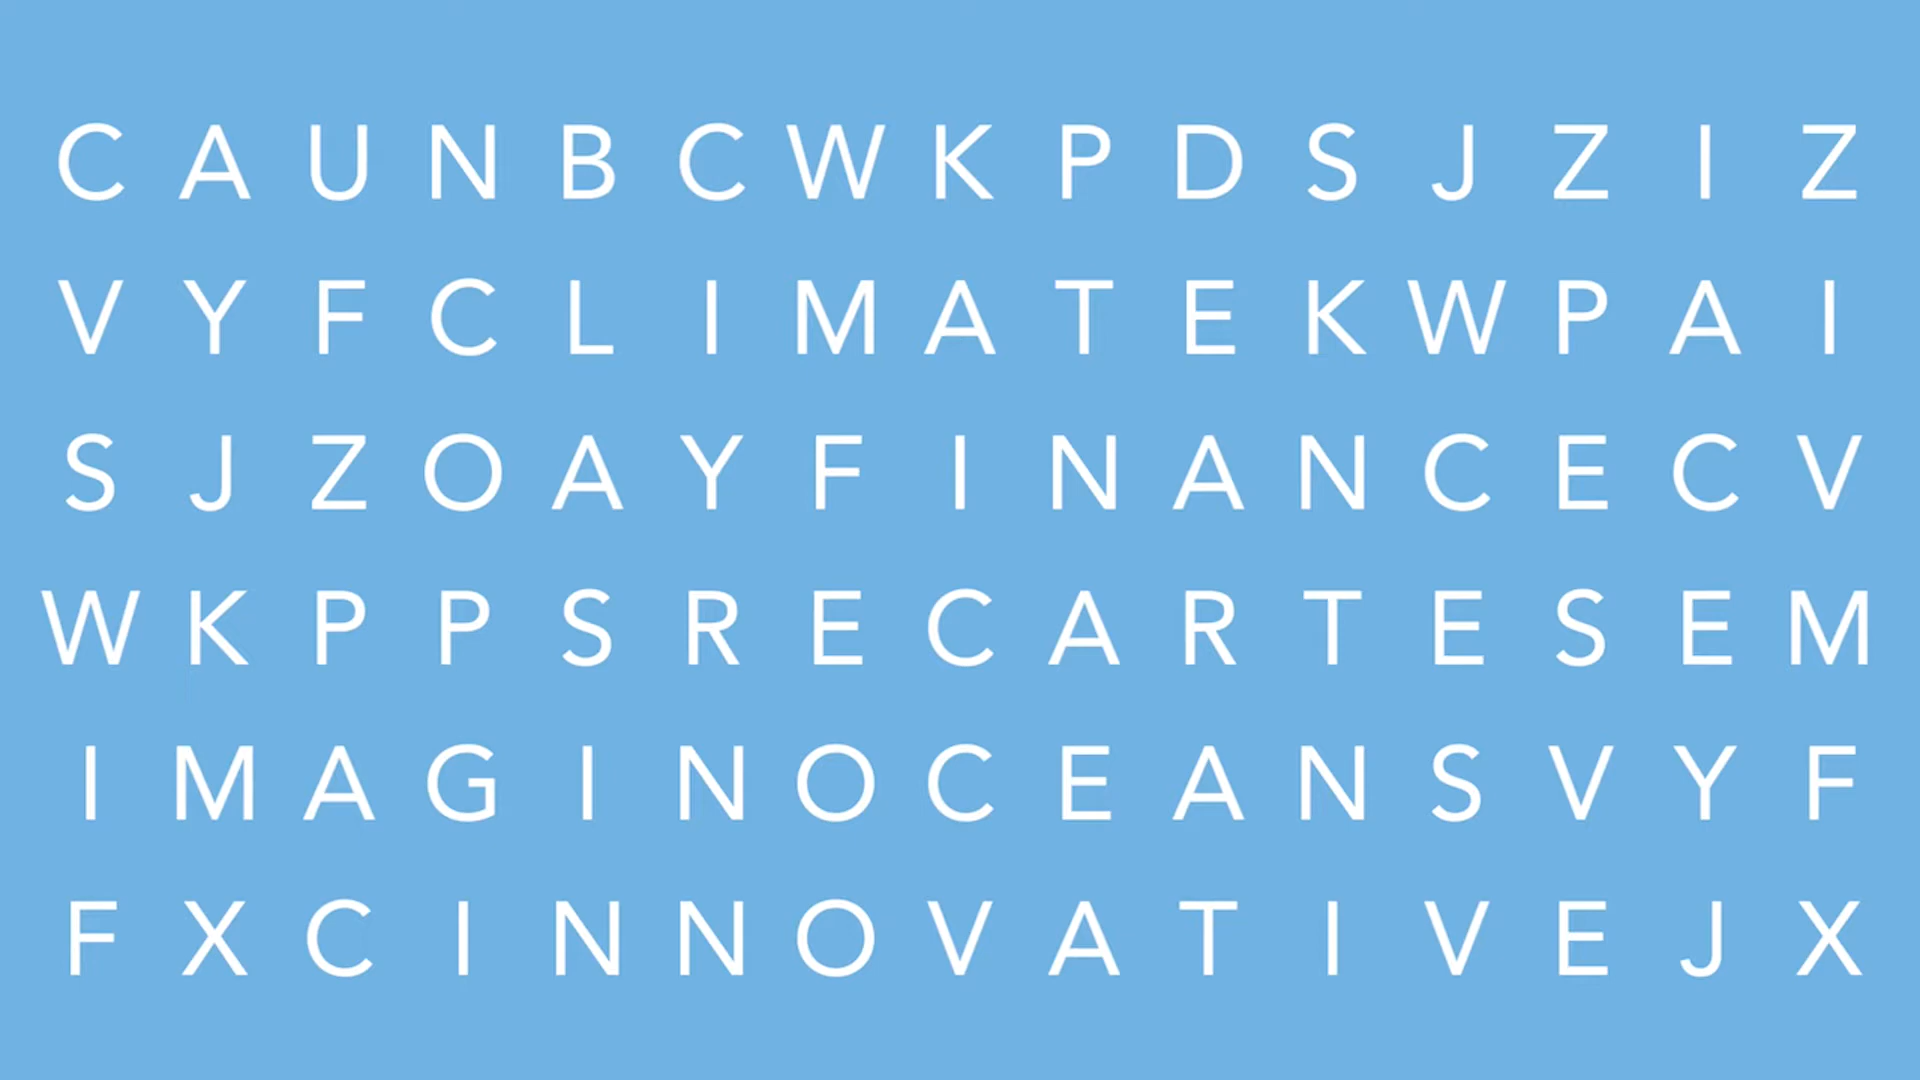 C A U N B C W K P D S J Z I Z
V Y F C L I M A T E K W P A I
S J Z O A Y F I N A N C E C V
W K P P S R E C A R T E S E M
I M A G I N O C E A N S V Y F
F X C I N N O V A T I V E J X